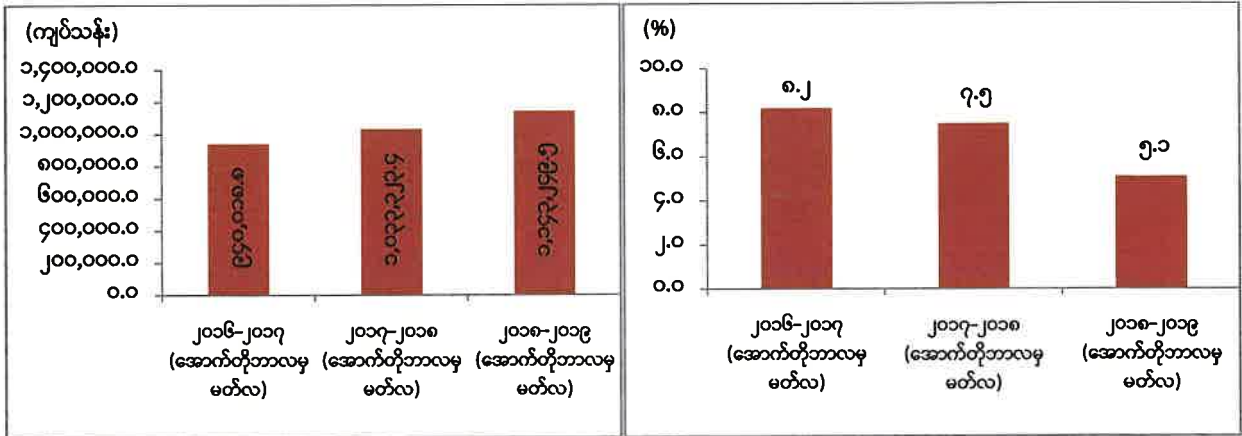 (ကျပ်သန်း)
၁,၄၀၀,၀၀၀.၀
၁,၂၀၀,၀၀၀.၀
၁,၀၀၀,၀၀၀.၀
၈၀၀,၀၀၀.၀
၆၀၀,၀၀၀.၀
၄၀၀,၀၀၀.၀
၂၀၀,၀၀၀.၀
၀.၀
၉၄၀,၀၁၈.၈
၂၀၁၆-၂၀၁၇
(အောက်တိုဘာလမှ
မတ်လ)
၂၀၁၇-၂၀၁၈
(အောက်တိုဘာလမှ
မတ်လ)
၂၀၁၈-၂၀၁၉
(အောက်တိုဘာလမှ
မတ်လ)
(%)
၁၀.၀
၈.၀
၆.၀
၄.၀
၂.၀
၀.၀
၈.၂
၇.၅
၅.၁
၂၀၁၆-၂၀၁၇
(အောက်တိုဘာလမှ
မတ်လ)
၂၀၁၇-၂၀၁၈
(အောက်တိုဘာလမှ
မတ်လ)
၂၀၁၈-၂၀၁၉
(အောက်တိုဘာလမှ
မတ်လ)